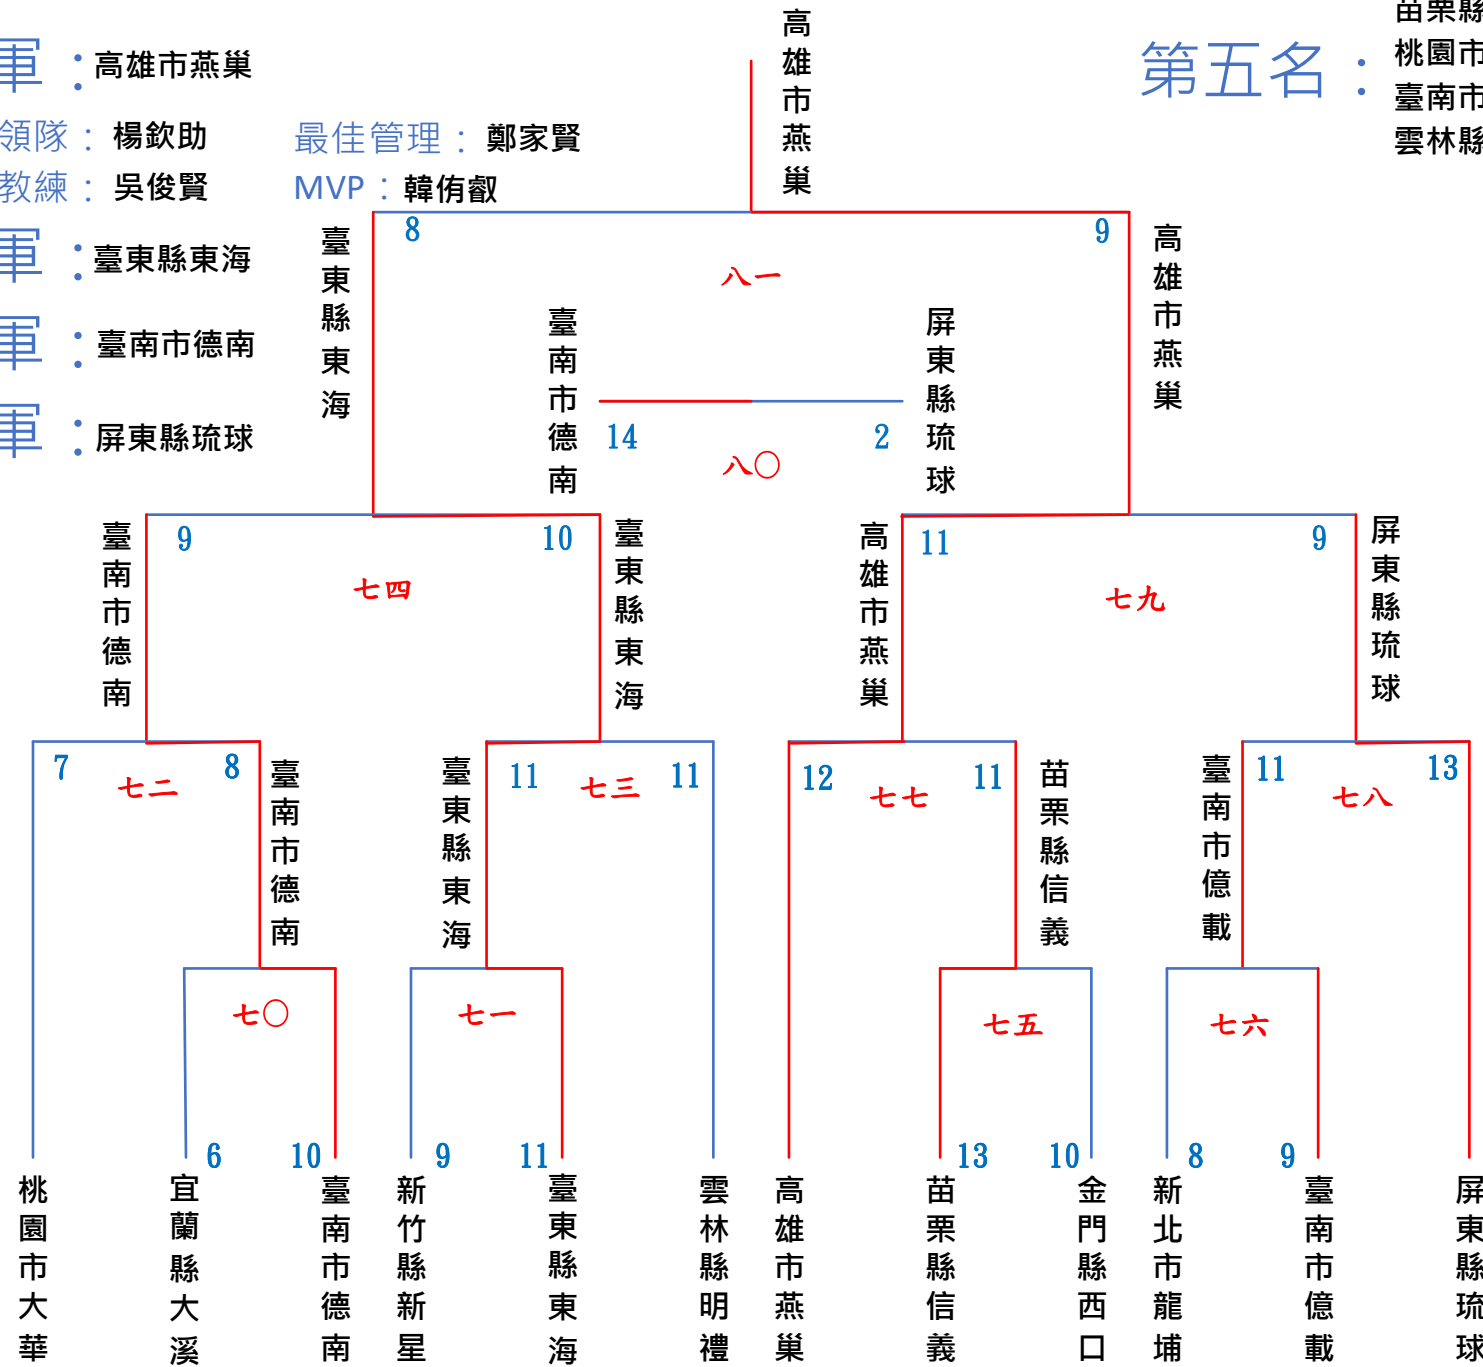 軍：高雄市燕巢
領隊：楊欽助 最佳管理：鄭家賢
教練：吳俊賢 MVP：韓侑叡
軍：臺東縣東海
軍：臺南市德南
軍：屏東縣琉球
第五名：
苗栗縣
桃園市
臺南市
雲林縣
高雄市燕巢
8
9
臺東縣東海
高雄市燕巢
八一
臺南市德南
屏東縣琉球
14
2
八〇
臺南市德南
9
10
臺東縣東海
七四
高雄市燕巢
11
9
屏東縣琉球
七九
7
8
七二
臺南市德南
臺東縣東海
11
11
七三
12
11
七七
苗栗縣信義
臺南市億載
11
13
七八
七〇
七一
七五
七六
6
10
9
11
13
10
8
9
桃園市大華
宜蘭縣大溪
臺南市德南
新竹縣新星
臺東縣東海
雲林縣明禮
高雄市燕巢
苗栗縣信義
金門縣西口
新北市龍埔
臺南市億載
屏東縣琉球